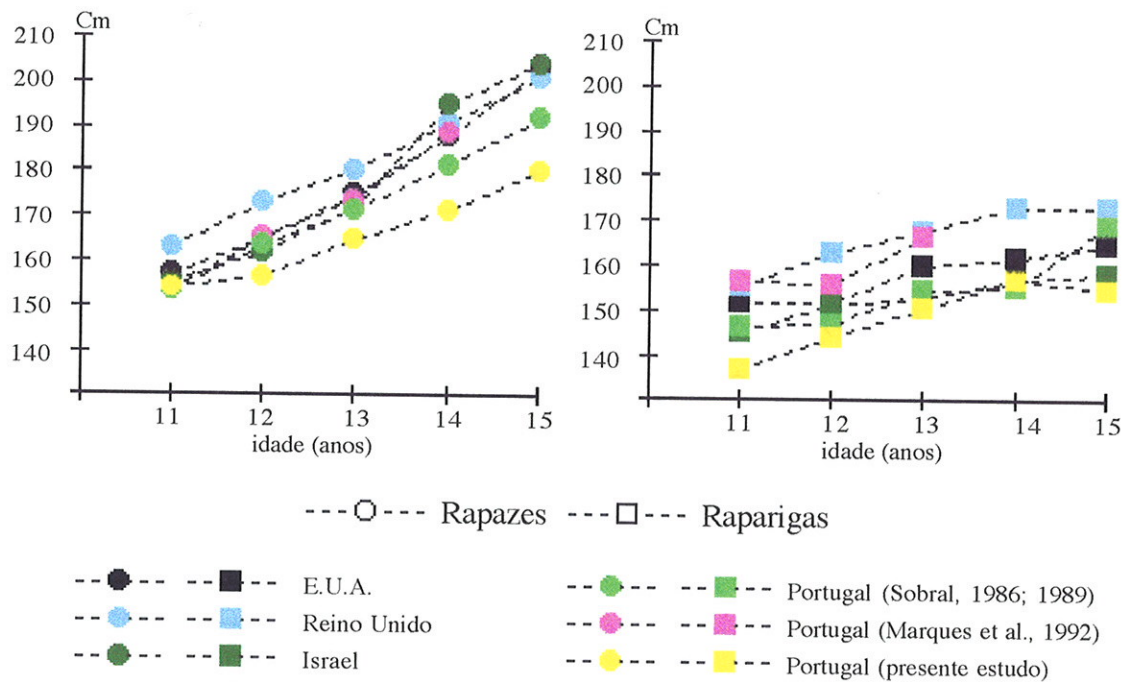 Cm
210
200
190
180
170
160
150
140
11 12 13 14 15
idade (anos)
Cm
210
200
190
180
170
160
150
140
11 12 13 14 15
idade (anos)
Rapazes Raparigas
E.U.A.
Reino Unido
Israel
Portugal (Sobral, 1986; 1989)
Portugal (Marques et al., 1992)
Portugal (presente estudo)